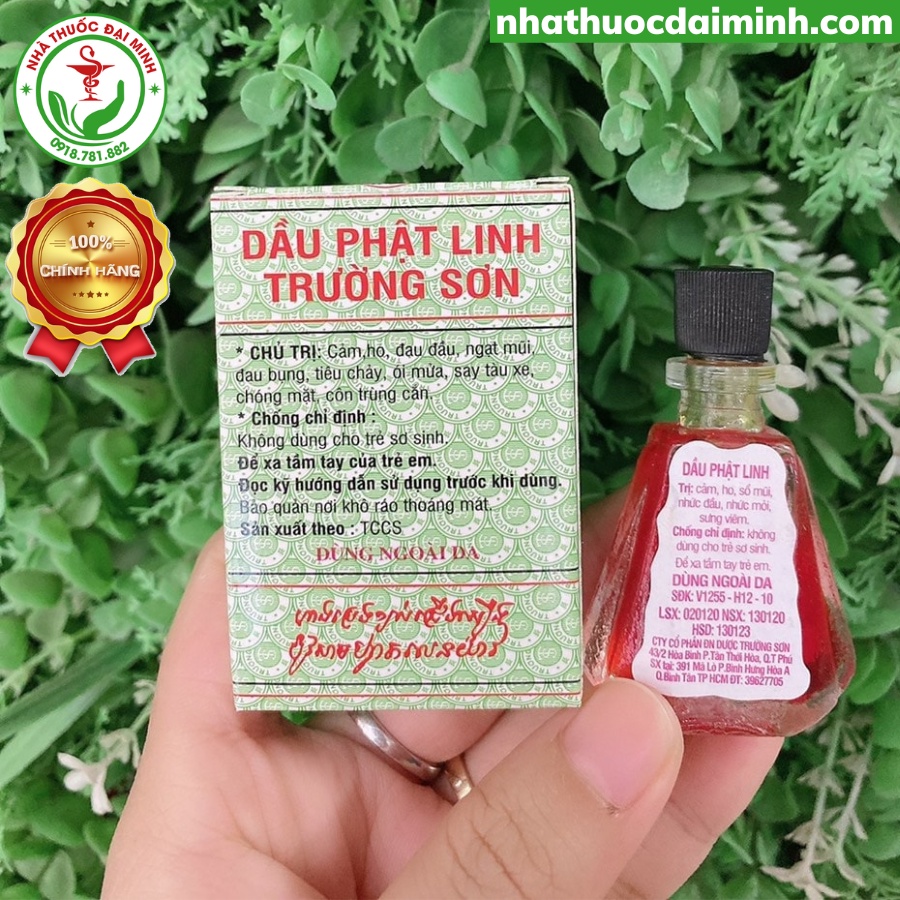 nhathuocdaiminh.com
NHÀ THUỐC ĐẠI MINH
0918.781.882
100%
CHÍNH HÃNG
DẦU PHẬT LINH
TRƯỜNG SƠN
* CHỦ TRỊ: Cảm,ho, đau đầu, ngạt mũi,
đau bụng, tiêu chảy, ói mửa, say tàu xe,
chóng mặt, côn trùng cắn.
* Chống chỉ định :
Không dùng cho trẻ sơ sinh.
Để xa tầm tay của trẻ em.
Đọc kỹ hướng dẫn sử dụng trước khi dùng.
Bảo quản nơi khô ráo thoáng mát.
Sản xuất theo : TCCS
DÙNG NGOÀI DA
DẦU PHẬT LINH
Trị: cảm, ho, sổ mũi,
nhức đầu, nhức mỏi,
sưng viêm.
Chống chỉ định: không
dùng cho trẻ sơ sinh.
Để xa tầm tay trẻ em.
DÙNG NGOÀI DA
SĐK: V1255 - H12 - 10
LSX: 020120 NSX: 130120
HSD: 130123
CTY CỔ PHẦN ĐN DƯỢC TRƯỜNG SƠN
43/2 Hòa Bình P.Tân Thới Hòa, Q.T Phú
SX tại: 391 Mã Lò P.Bình Hưng Hòa A
Q.Bình Tân TP HCM ĐT: 39627705